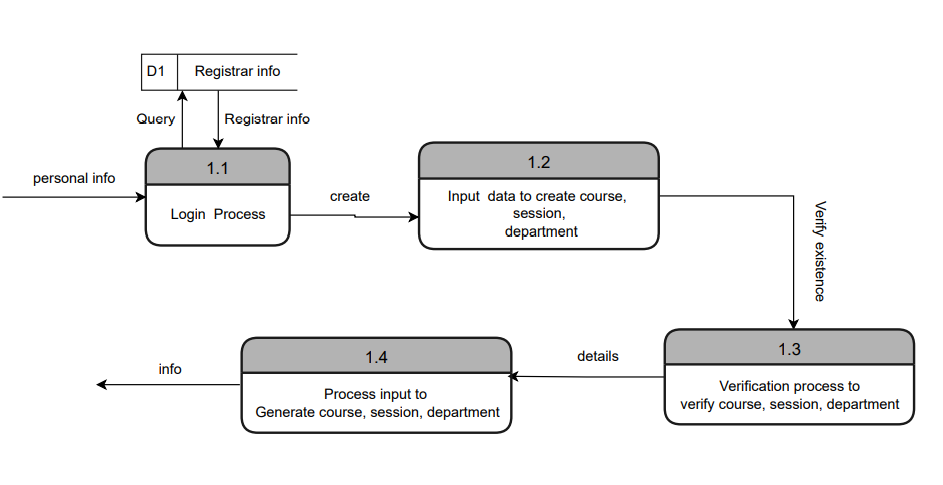 D1
Registrar info
Query
Registrar info
personal info
1.1
Login Process
create
1.2
Input data to create course,
session,
department
Verify existence
1.3
Verification process to
verify course, session, department
details
1.4
Process input to
Generate course, session, department
info